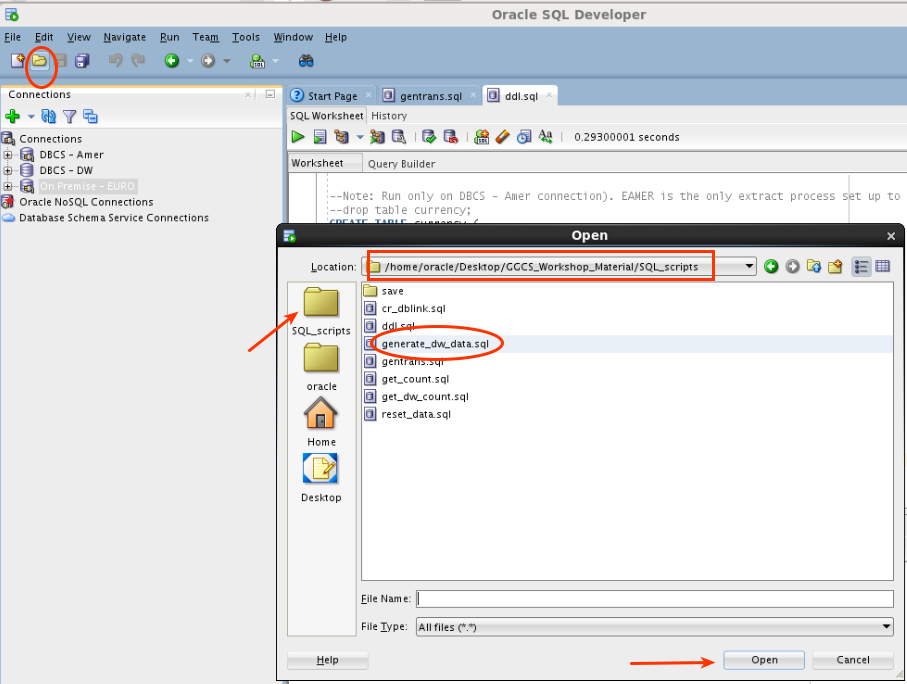 Oracle SQL Developer
File Edit View Navigate Run Team Tools Window Help
Connections
Start Page
gentrans.sql
ddl.sql
SQL Worksheet History
0.29300001 seconds
Worksheet Query Builder
Connections
DBCS - Amer
DBCS - DW
On Premise - EURO
Oracle NoSQL Connections
Database Schema Service Connections
--Note: Run only on DBCS - Amer connection). EAMER is the only extract process set up to
--drop table currency;
CREATE TABLE currency (
Open
Location: /home/oracle/Desktop/GGCS_Workshop_Material/SQL_scripts
SQL_scripts
oracle
Home
Desktop
save
cr_dblink.sql
ddl.sql
generate_dw_data.sql
gentrans.sql
get_count.sql
get_dw_count.sql
reset_data.sql
File Name:
File Type: All files (*.*)
Help Open Cancel